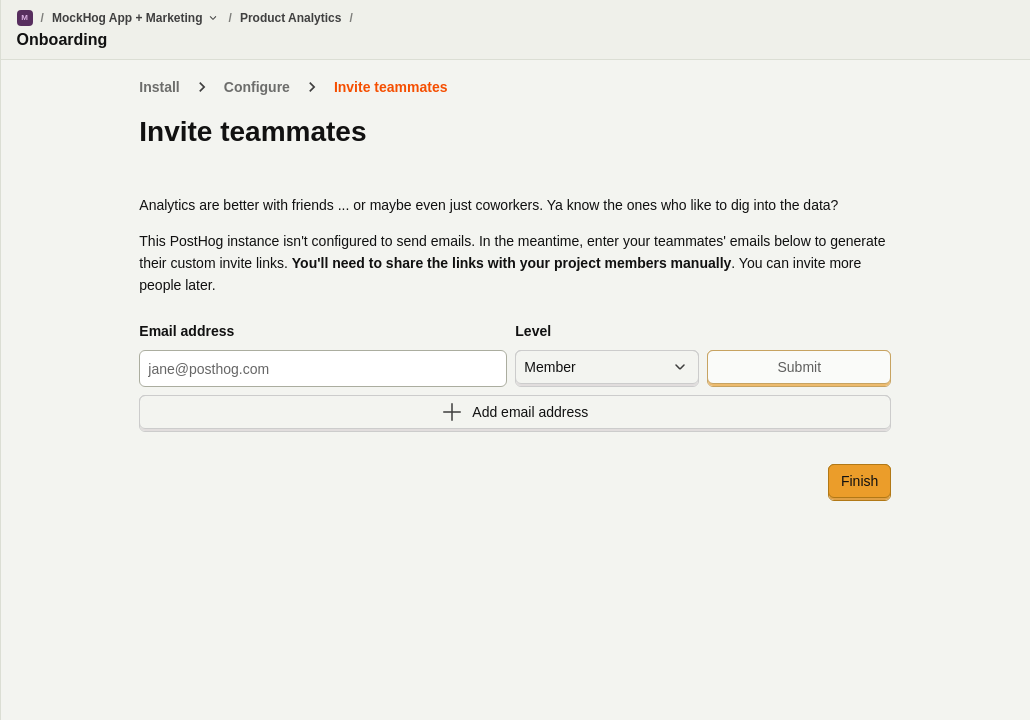 M / MockHog App + Marketing / Product Analytics /
Onboarding
Install > Configure > Invite teammates
Invite teammates
Analytics are better with friends ... or maybe even just coworkers. Ya know the ones who like to dig into the data?
This PostHog instance isn't configured to send emails. In the meantime, enter your teammates' emails below to generate
their custom invite links. You'll need to share the links with your project members manually. You can invite more
people later.
Email address Level
jane@posthog.com Member Submit
Add email address
Finish